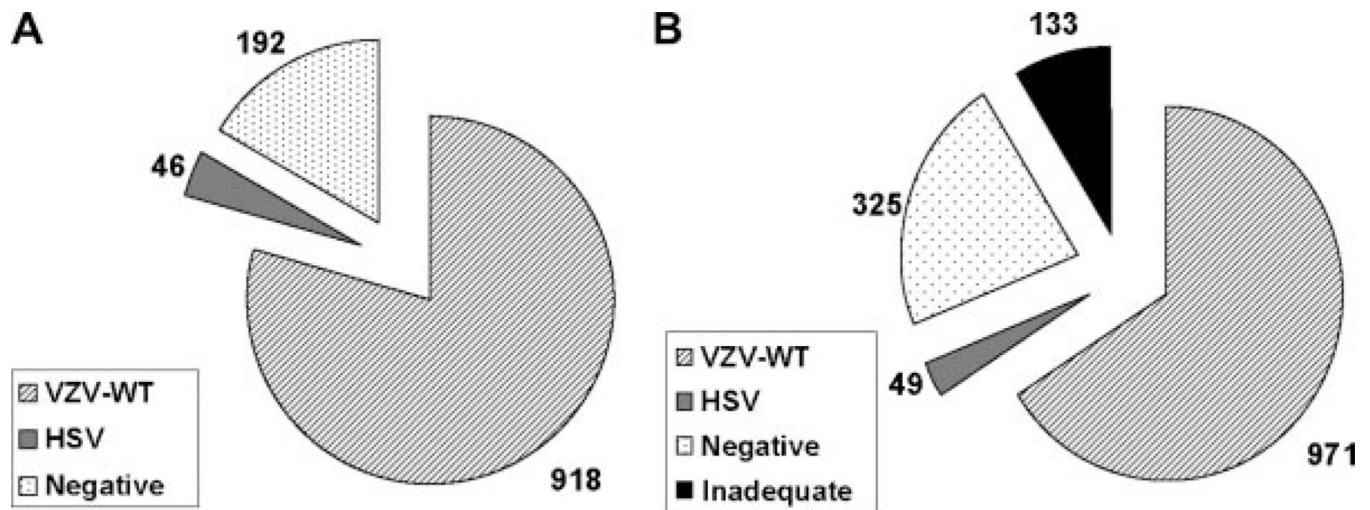 A
192
46
918
VZV-WT
HSV
Negative
B
133
325
49
971
VZV-WT
HSV
Negative
Inadequate